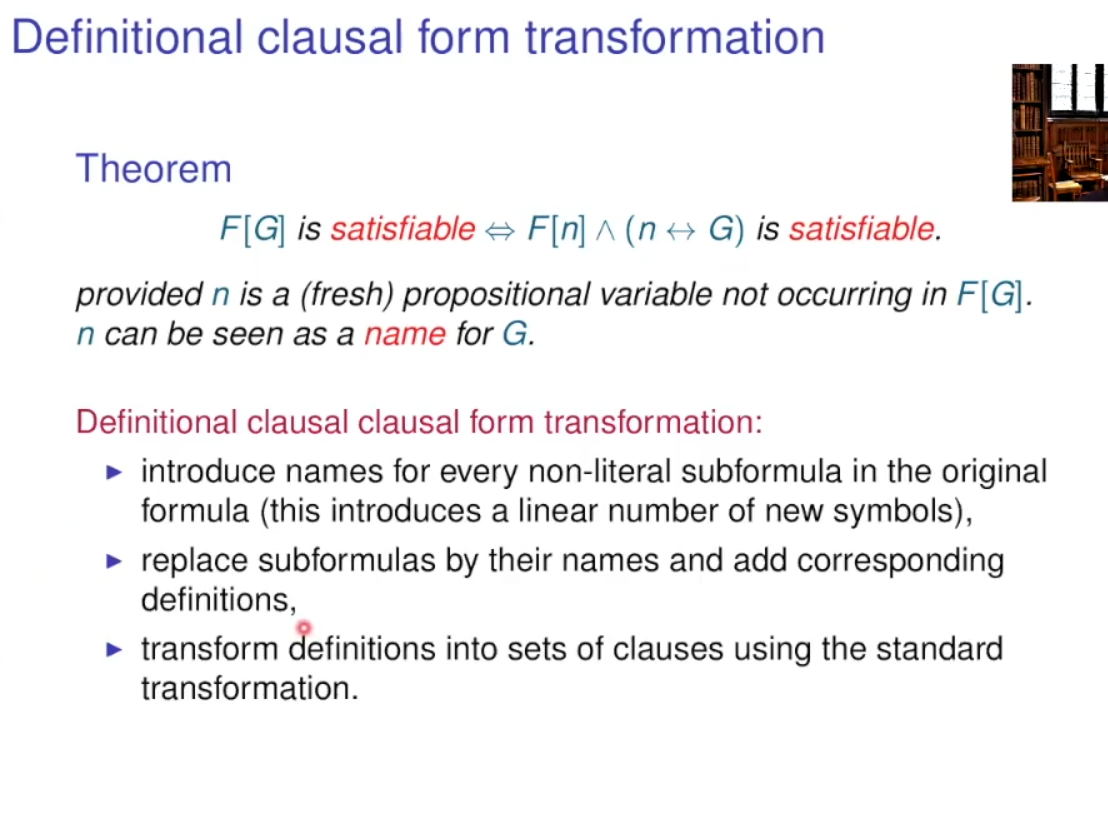 Definitional clausal form transformation
Theorem
F[G] is satisfiable ⇔ F[n] ∧ (n ↔ G) is satisfiable.
provided n is a (fresh) propositional variable not occurring in F[G].
n can be seen as a name for G.
Definitional clausal clausal form transformation:
▶ introduce names for every non-literal subformula in the original
formula (this introduces a linear number of new symbols),
▶ replace subformulas by their names and add corresponding
definitions,
▶ transform definitions into sets of clauses using the standard
transformation.